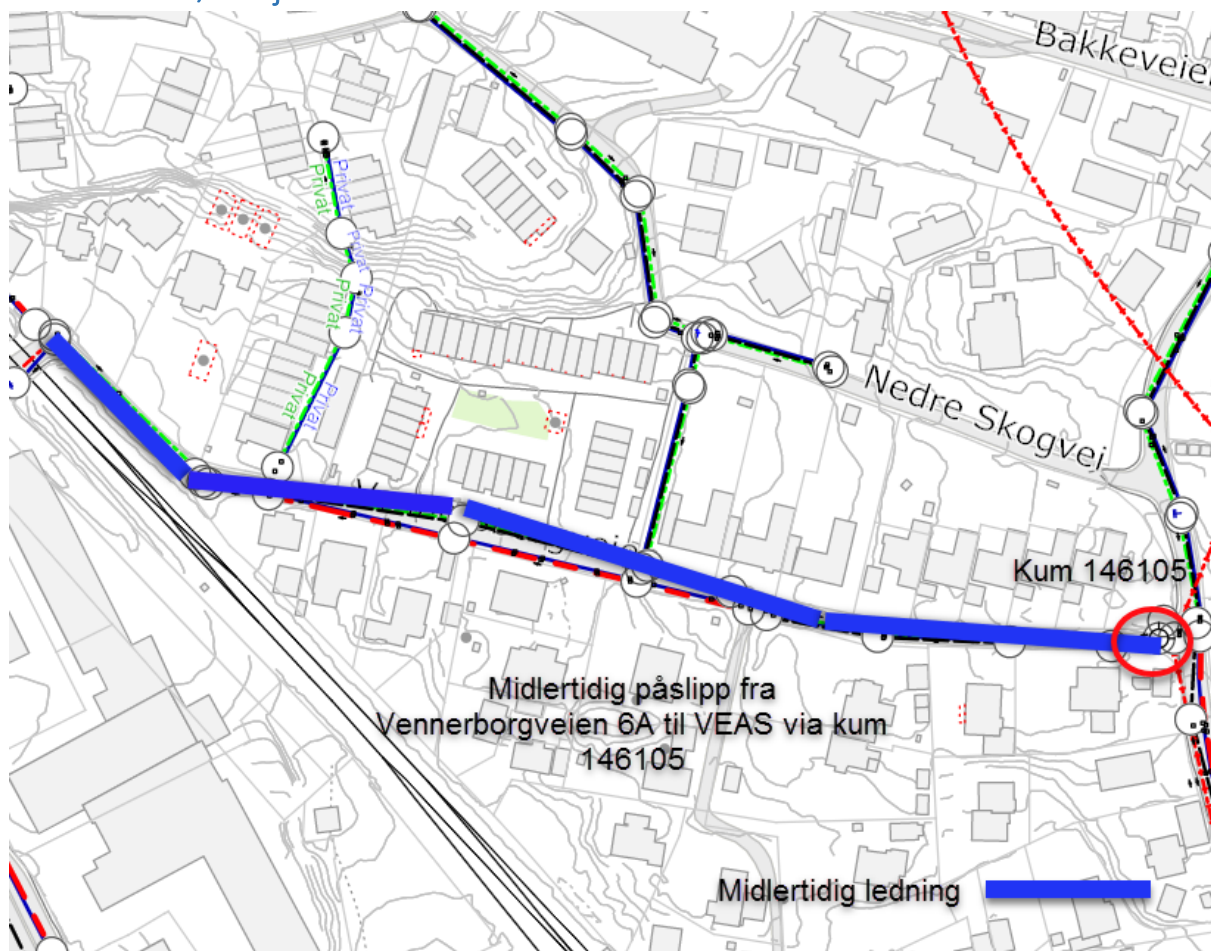 Bakkeveien
Privat
Privat
Privat
Privat
Privat
Privat
Privat
Nedre Skogvei
Kum 146105
Midlertidig påslipp fra
Vennerborgveien 6A til VEAS via kum
146105
Midlertidig ledning